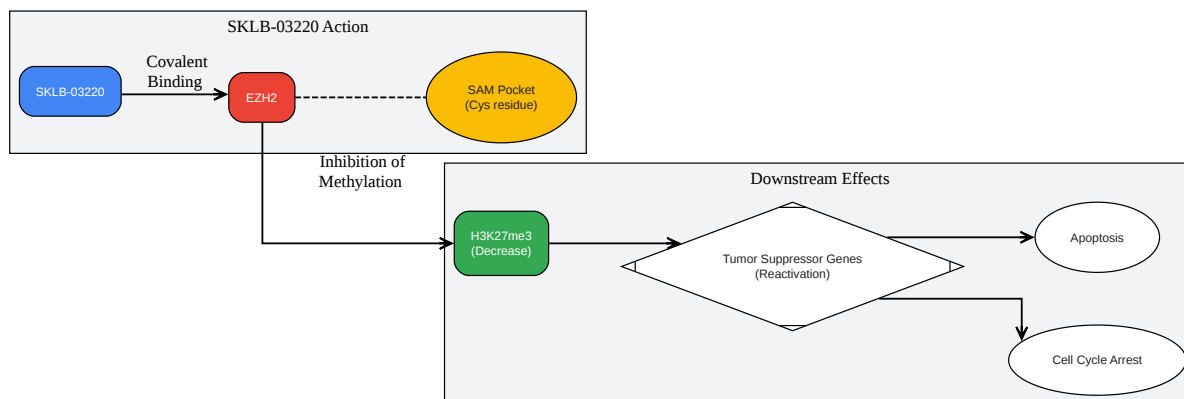 SKLB-03220 Action
Covalent
Binding
SKLB-03220
EZH2
SAM Pocket
(Cys residue)
Inhibition of
Methylation
Downstream Effects
H3K27me3
(Decrease)
Tumor Suppressor Genes
(Reactivation)
Apoptosis
Cell Cycle Arrest